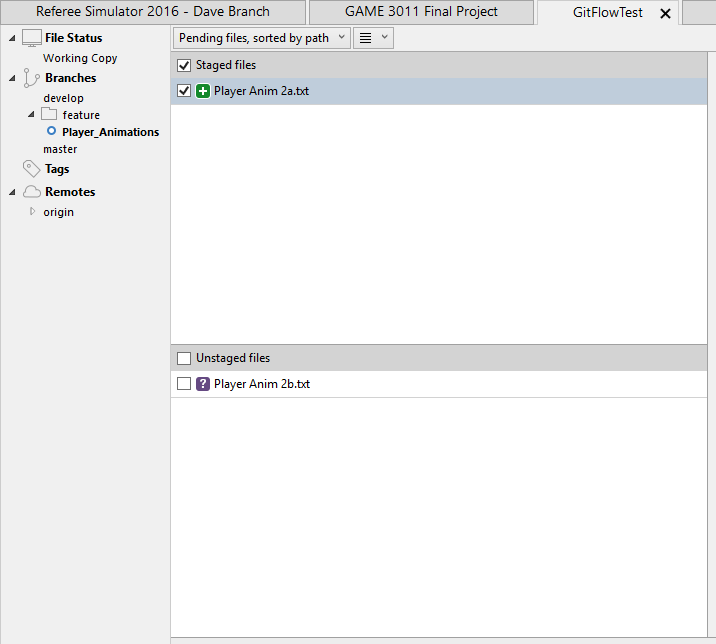 Referee Simulator 2016 - Dave Branch
GAME 3011 Final Project
GitFlowTest
File Status
Working Copy
Branches
develop
feature
Player_Animations
master
Tags
Remotes
origin
Pending files, sorted by path
Staged files
Player Anim 2a.txt
Unstaged files
? Player Anim 2b.txt